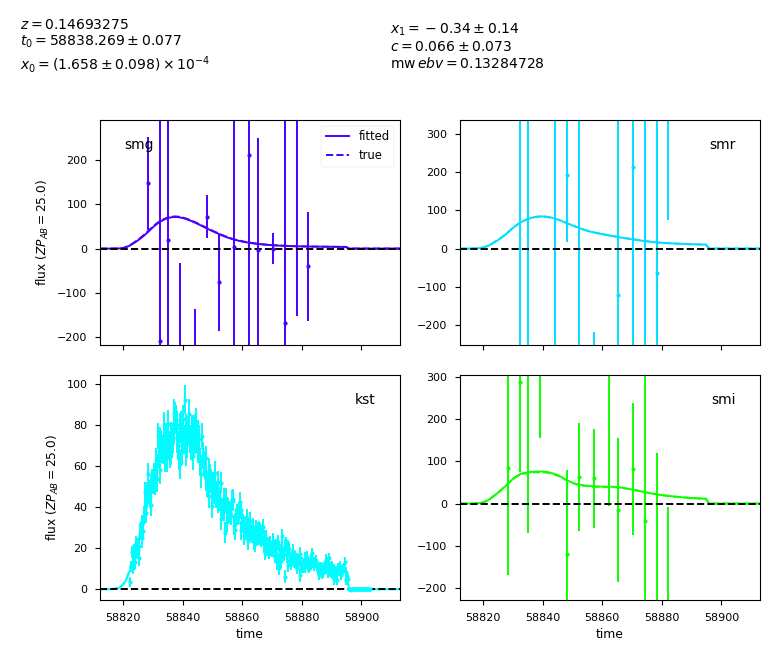 z = 0.14693275
t₀ = 58838.269 ± 0.077
x₀ = (1.658 ± 0.098) × 10⁻⁴
x₁ = −0.34 ± 0.14
c = 0.066 ± 0.073
mw ebv = 0.13284728
smg
fitted
true
200
100
0
−100
−200
flux (ZP_AB = 25.0)
smr
300
200
100
0
−100
−200
kst
100
80
60
40
20
0
flux (ZP_AB = 25.0)
58820 58840 58860 58880 58900
time
smi
300
200
100
0
−100
−200
58820 58840 58860 58880 58900
time